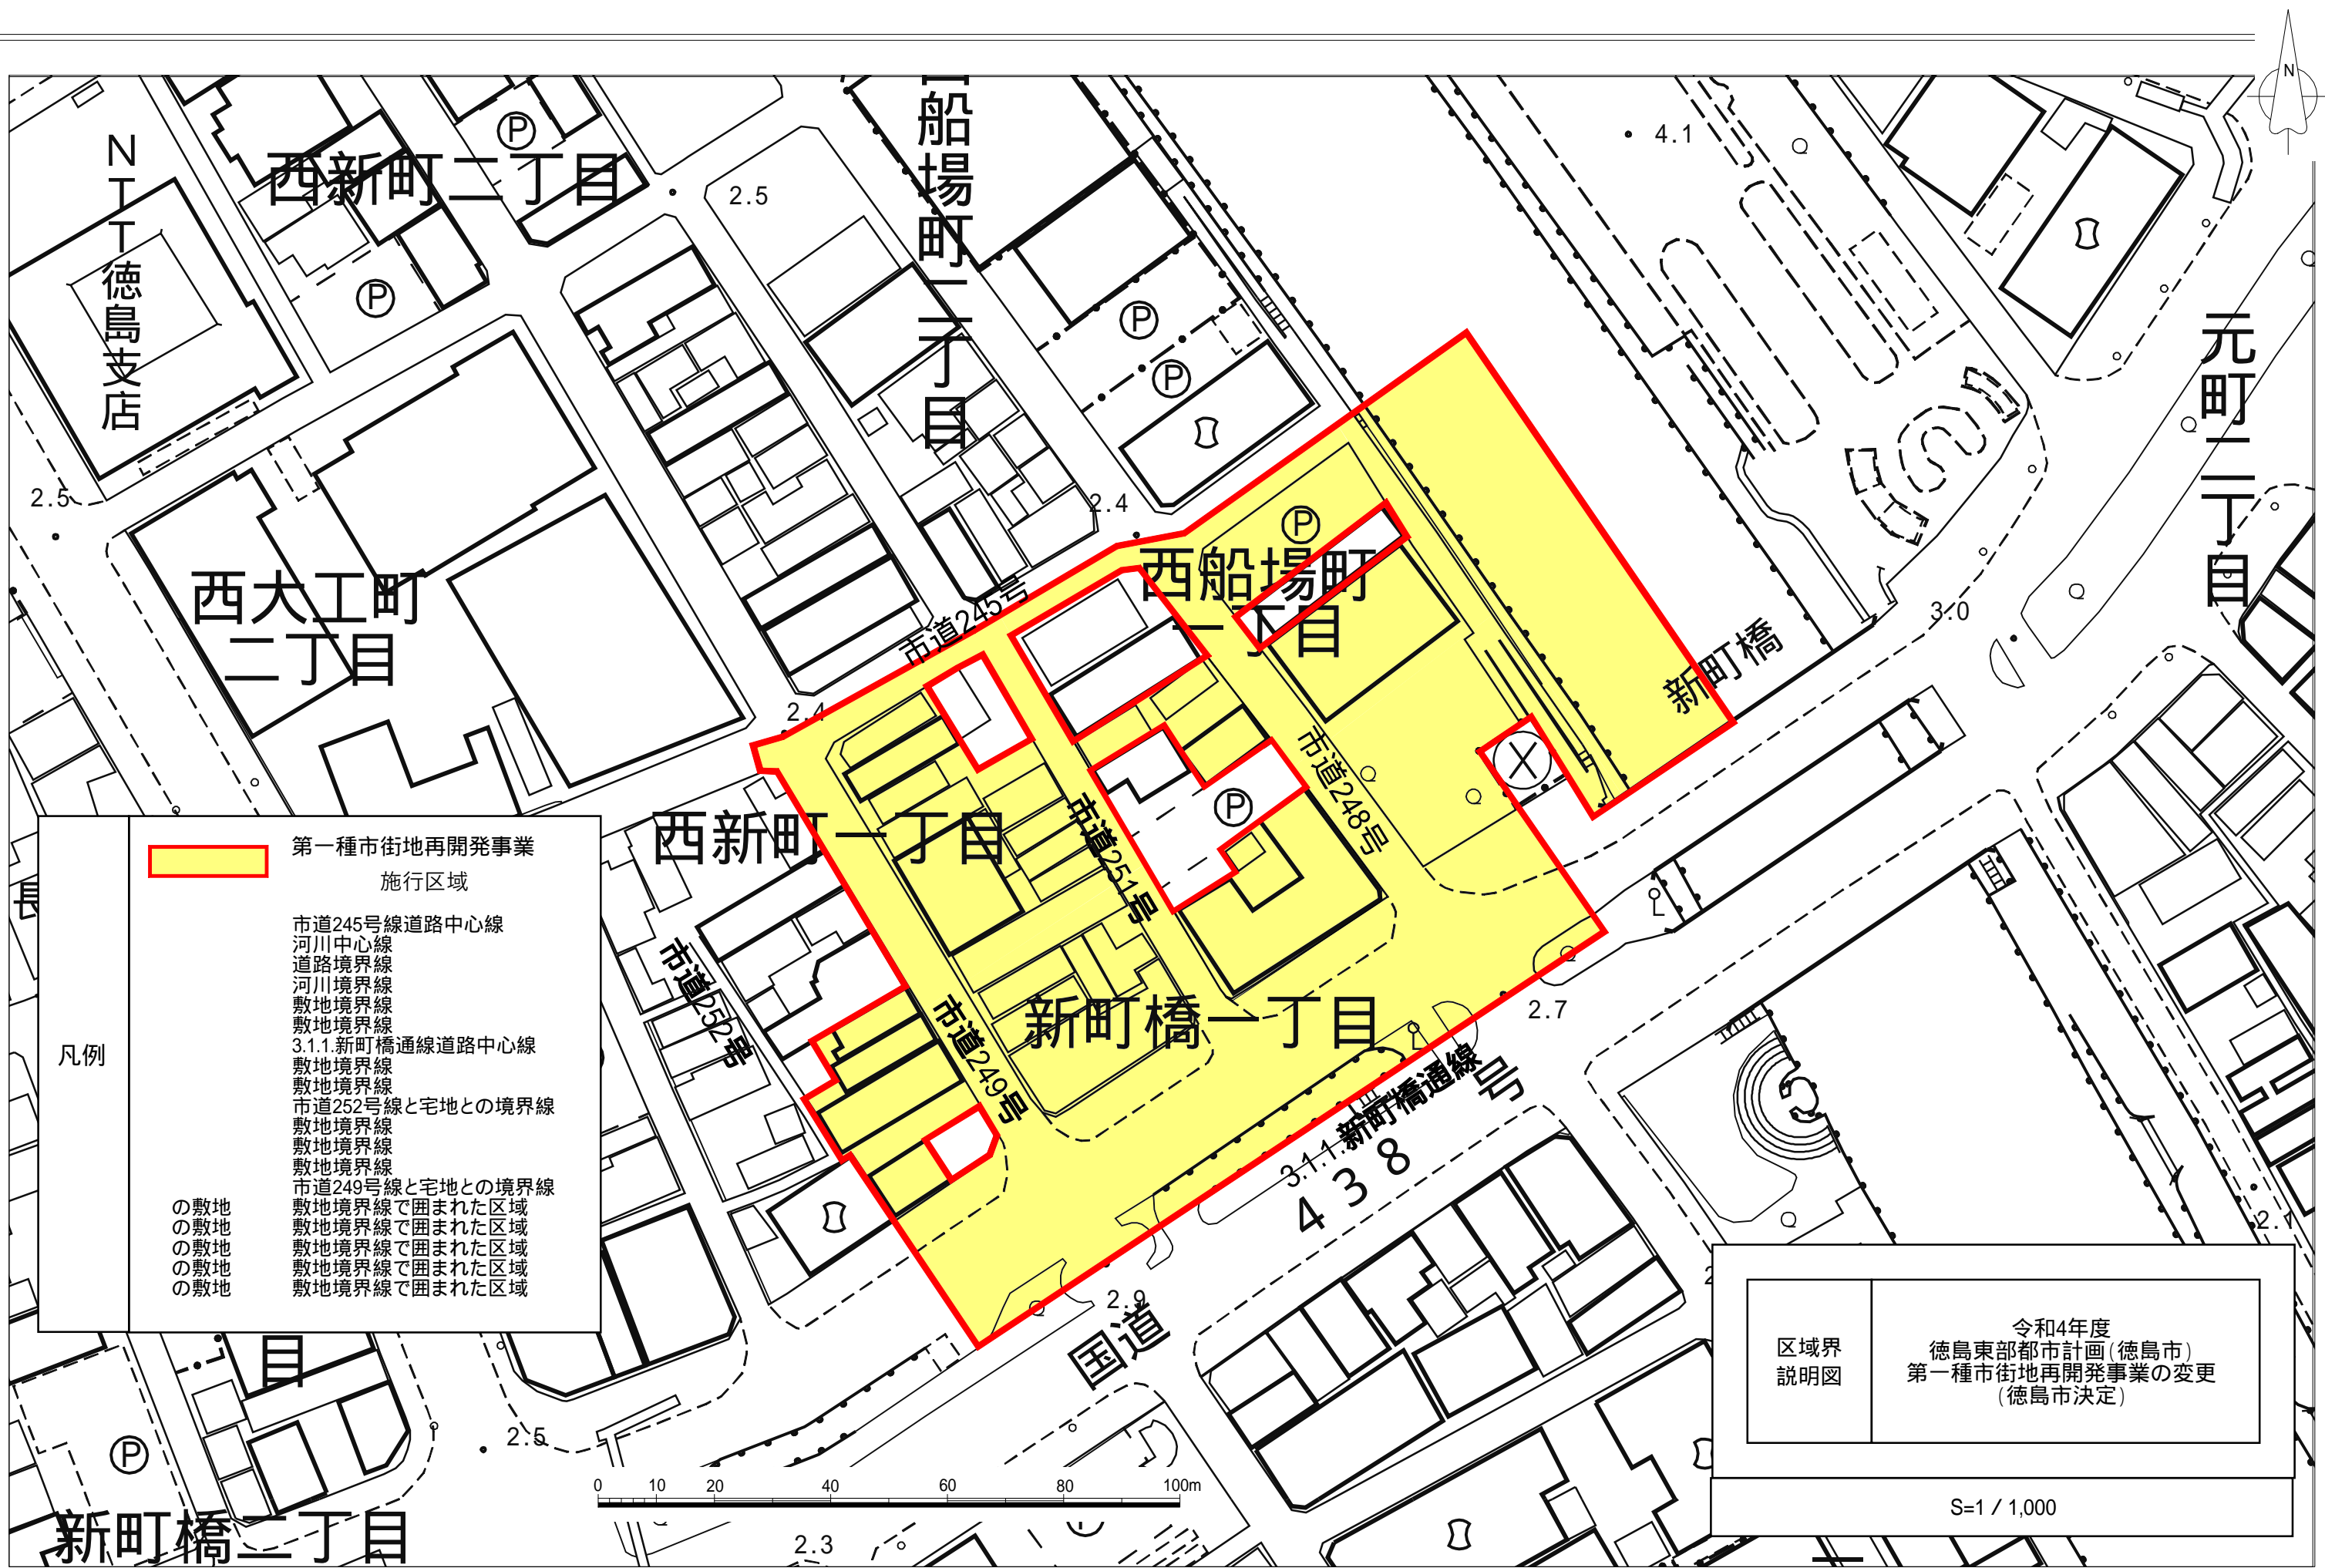 N
4.1
西船場町二丁目
NTT徳島支店
西新町二丁目
P
2.5
P
P
P
元町二丁目
2.5
2.4
P
西船場町
一丁目
西大工町
二丁目
市道245号
3.0
新町橋
2.4
市道248号
西新町一丁目
市道251号
P
市道252号
市道249号
新町橋一丁目
2.7
3.1.1.新町橋通線
438号
国道
2.9
2.1
長
凡例
第一種市街地再開発事業
施行区域
市道245号線道路中心線
河川中心線
道路境界線
河川境界線
敷地境界線
敷地境界線
3.1.1.新町橋通線道路中心線
敷地境界線
敷地境界線
市道252号線と宅地との境界線
敷地境界線
敷地境界線
敷地境界線
市道249号線と宅地との境界線
の敷地 敷地境界線で囲まれた区域
の敷地 敷地境界線で囲まれた区域
の敷地 敷地境界線で囲まれた区域
の敷地 敷地境界線で囲まれた区域
の敷地 敷地境界線で囲まれた区域
目
2.5
P
新町橋二丁目
0 10 20 40 60 80 100m
2.3
区域界
説明図
令和4年度
徳島東部都市計画(徳島市)
第一種市街地再開発事業の変更
(徳島市決定)
S=1 / 1,000